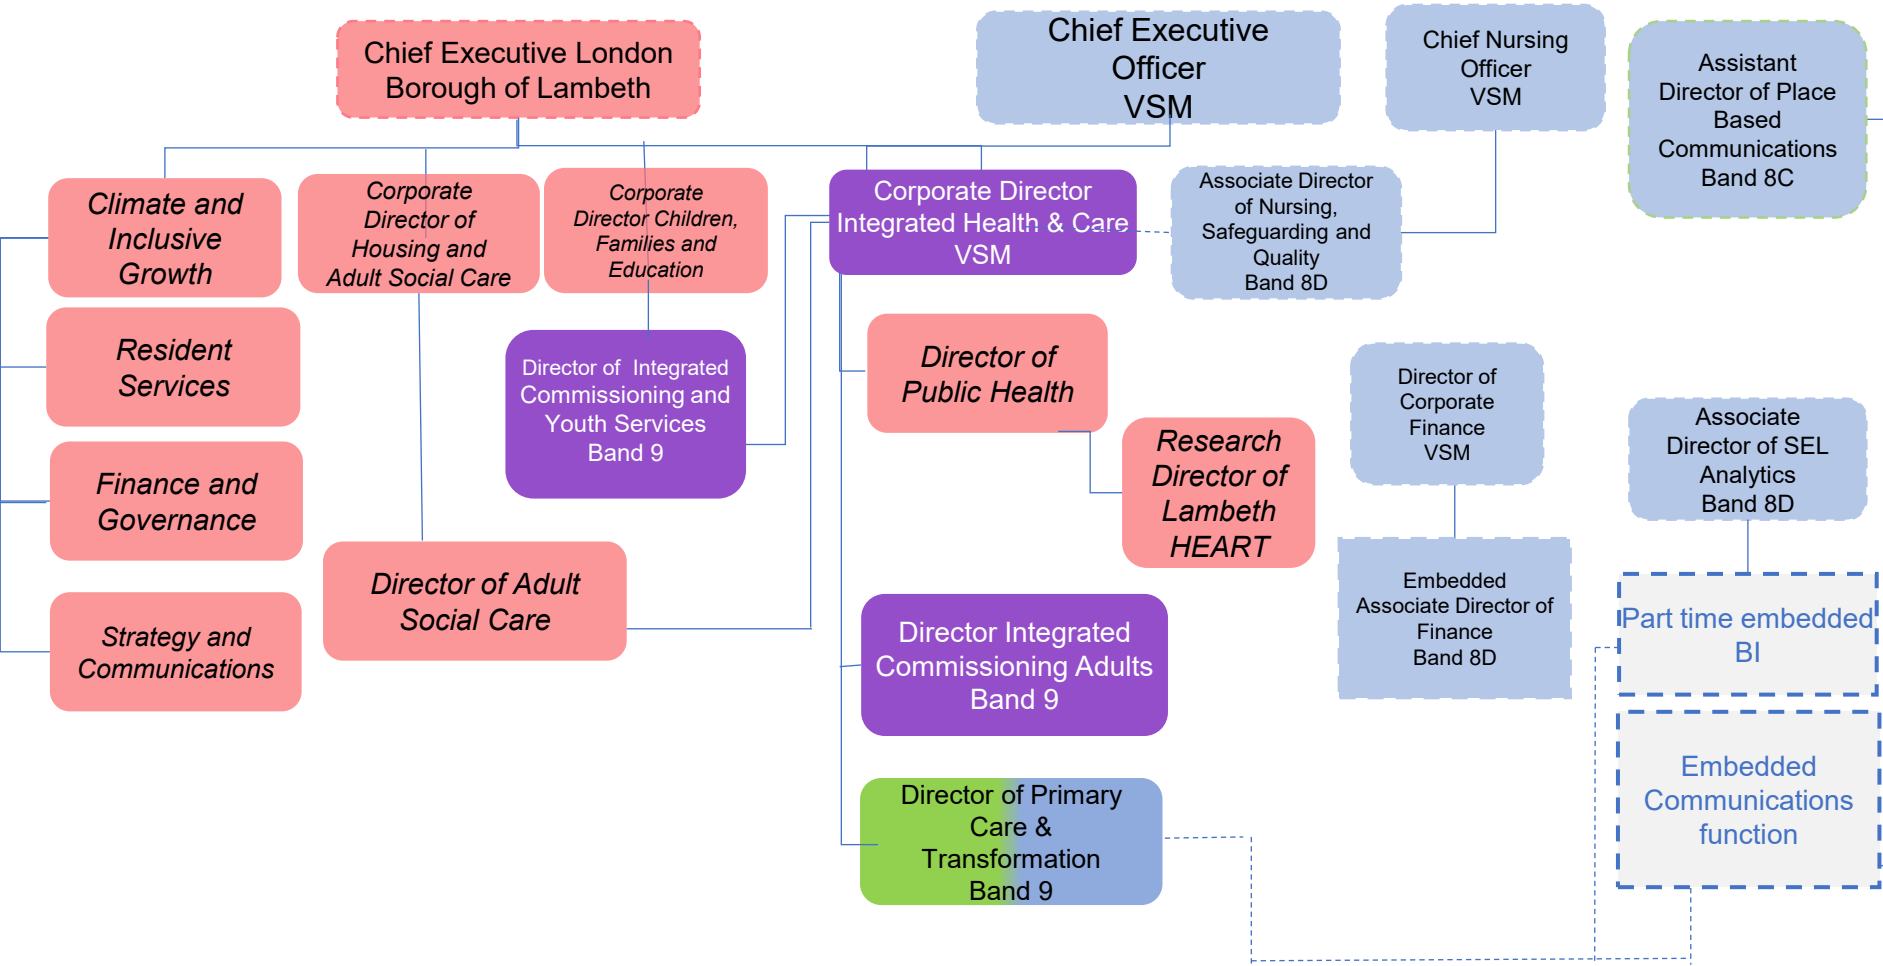 Chief Executive London
Borough of Lambeth
Chief Executive
Officer
VSM
Chief Nursing
Officer
VSM
Assistant
Director of Place
Based
Communications
Band 8C
Climate and
Inclusive
Growth
Corporate
Director of
Housing and
Adult Social Care
Corporate
Director Children,
Families and
Education
Corporate Director
Integrated Health & Care
VSM
Associate Director
of Nursing,
Safeguarding and
Quality
Band 8D
Resident
Services
Director of Integrated
Commissioning and
Youth Services
Band 9
Director of
Public Health
Director of
Corporate
Finance
VSM
Associate
Director of SEL
Analytics
Band 8D
Finance and
Governance
Research
Director of
Lambeth
HEART
Director of Adult
Social Care
Embedded
Associate Director of
Finance
Band 8D
Part time embedded
BI
Strategy and
Communications
Director Integrated
Commissioning Adults
Band 9
Embedded
Communications
function
Director of Primary
Care &
Transformation
Band 9